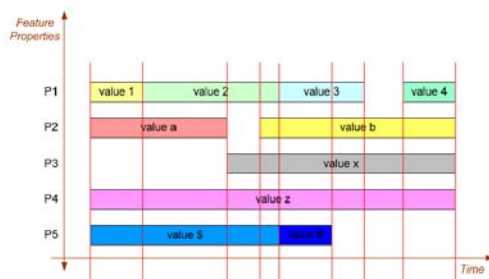 Feature
Properties
P1 value 1 value 2 value 3 value 4
P2 value a value b
P3 value x
P4 value z
P5 value $ value
Time